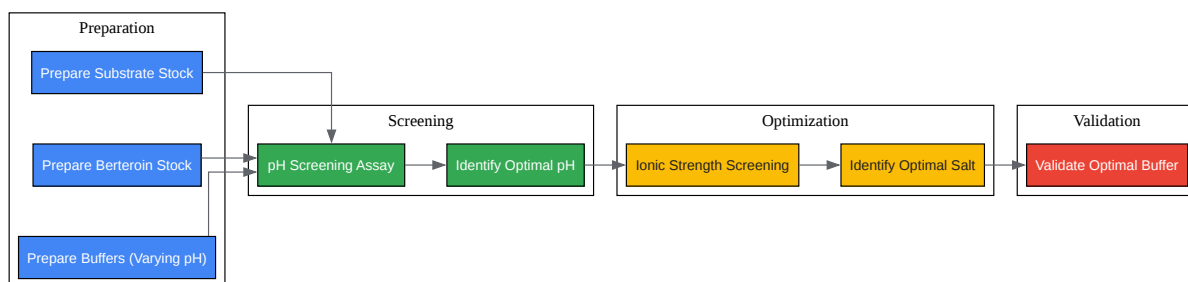 Preparation
Prepare Substrate Stock
Prepare Berteroin Stock
Prepare Buffers (Varying pH)
Screening
pH Screening Assay
Identify Optimal pH
Optimization
Ionic Strength Screening
Identify Optimal Salt
Validation
Validate Optimal Buffer